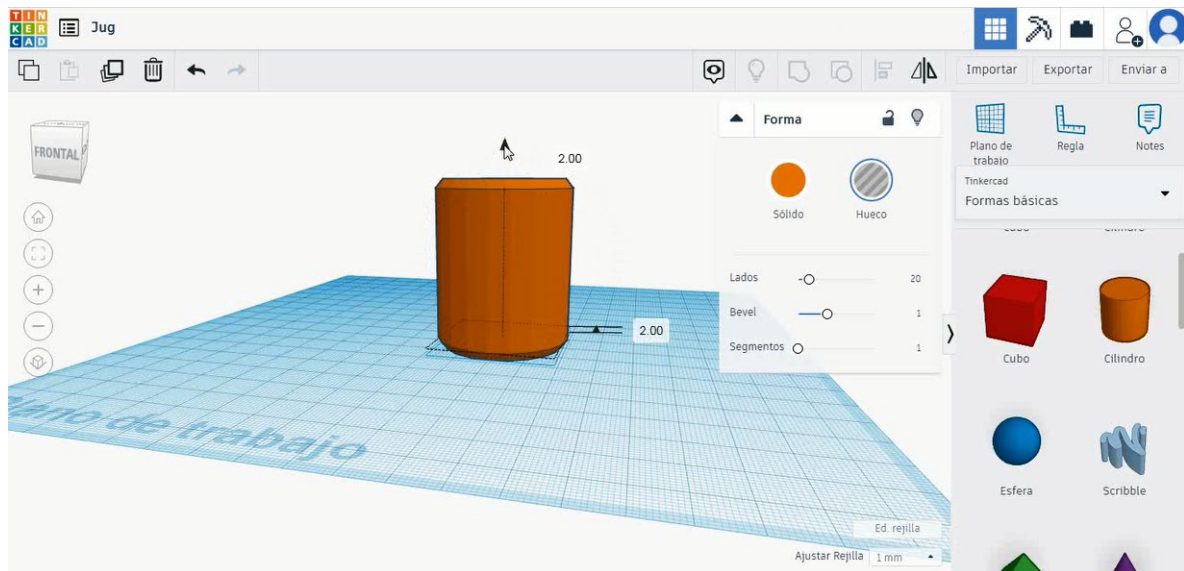 TIN
KER
CAD
Jug
Importar
Exportar
Enviar a
FRONTAL
2.00
2.00
Forma
Sólido
Hueco
Lados
20
Bevel
1
Segmentos
1
Plano de
trabajo
Regla
Notes
Tinkercad
Formas básicas
Cubo
Cilindro
Cubo
Cilindro
Esfera
Scribble
Plano de trabajo
Ed. rejilla
Ajustar Rejilla
1 mm